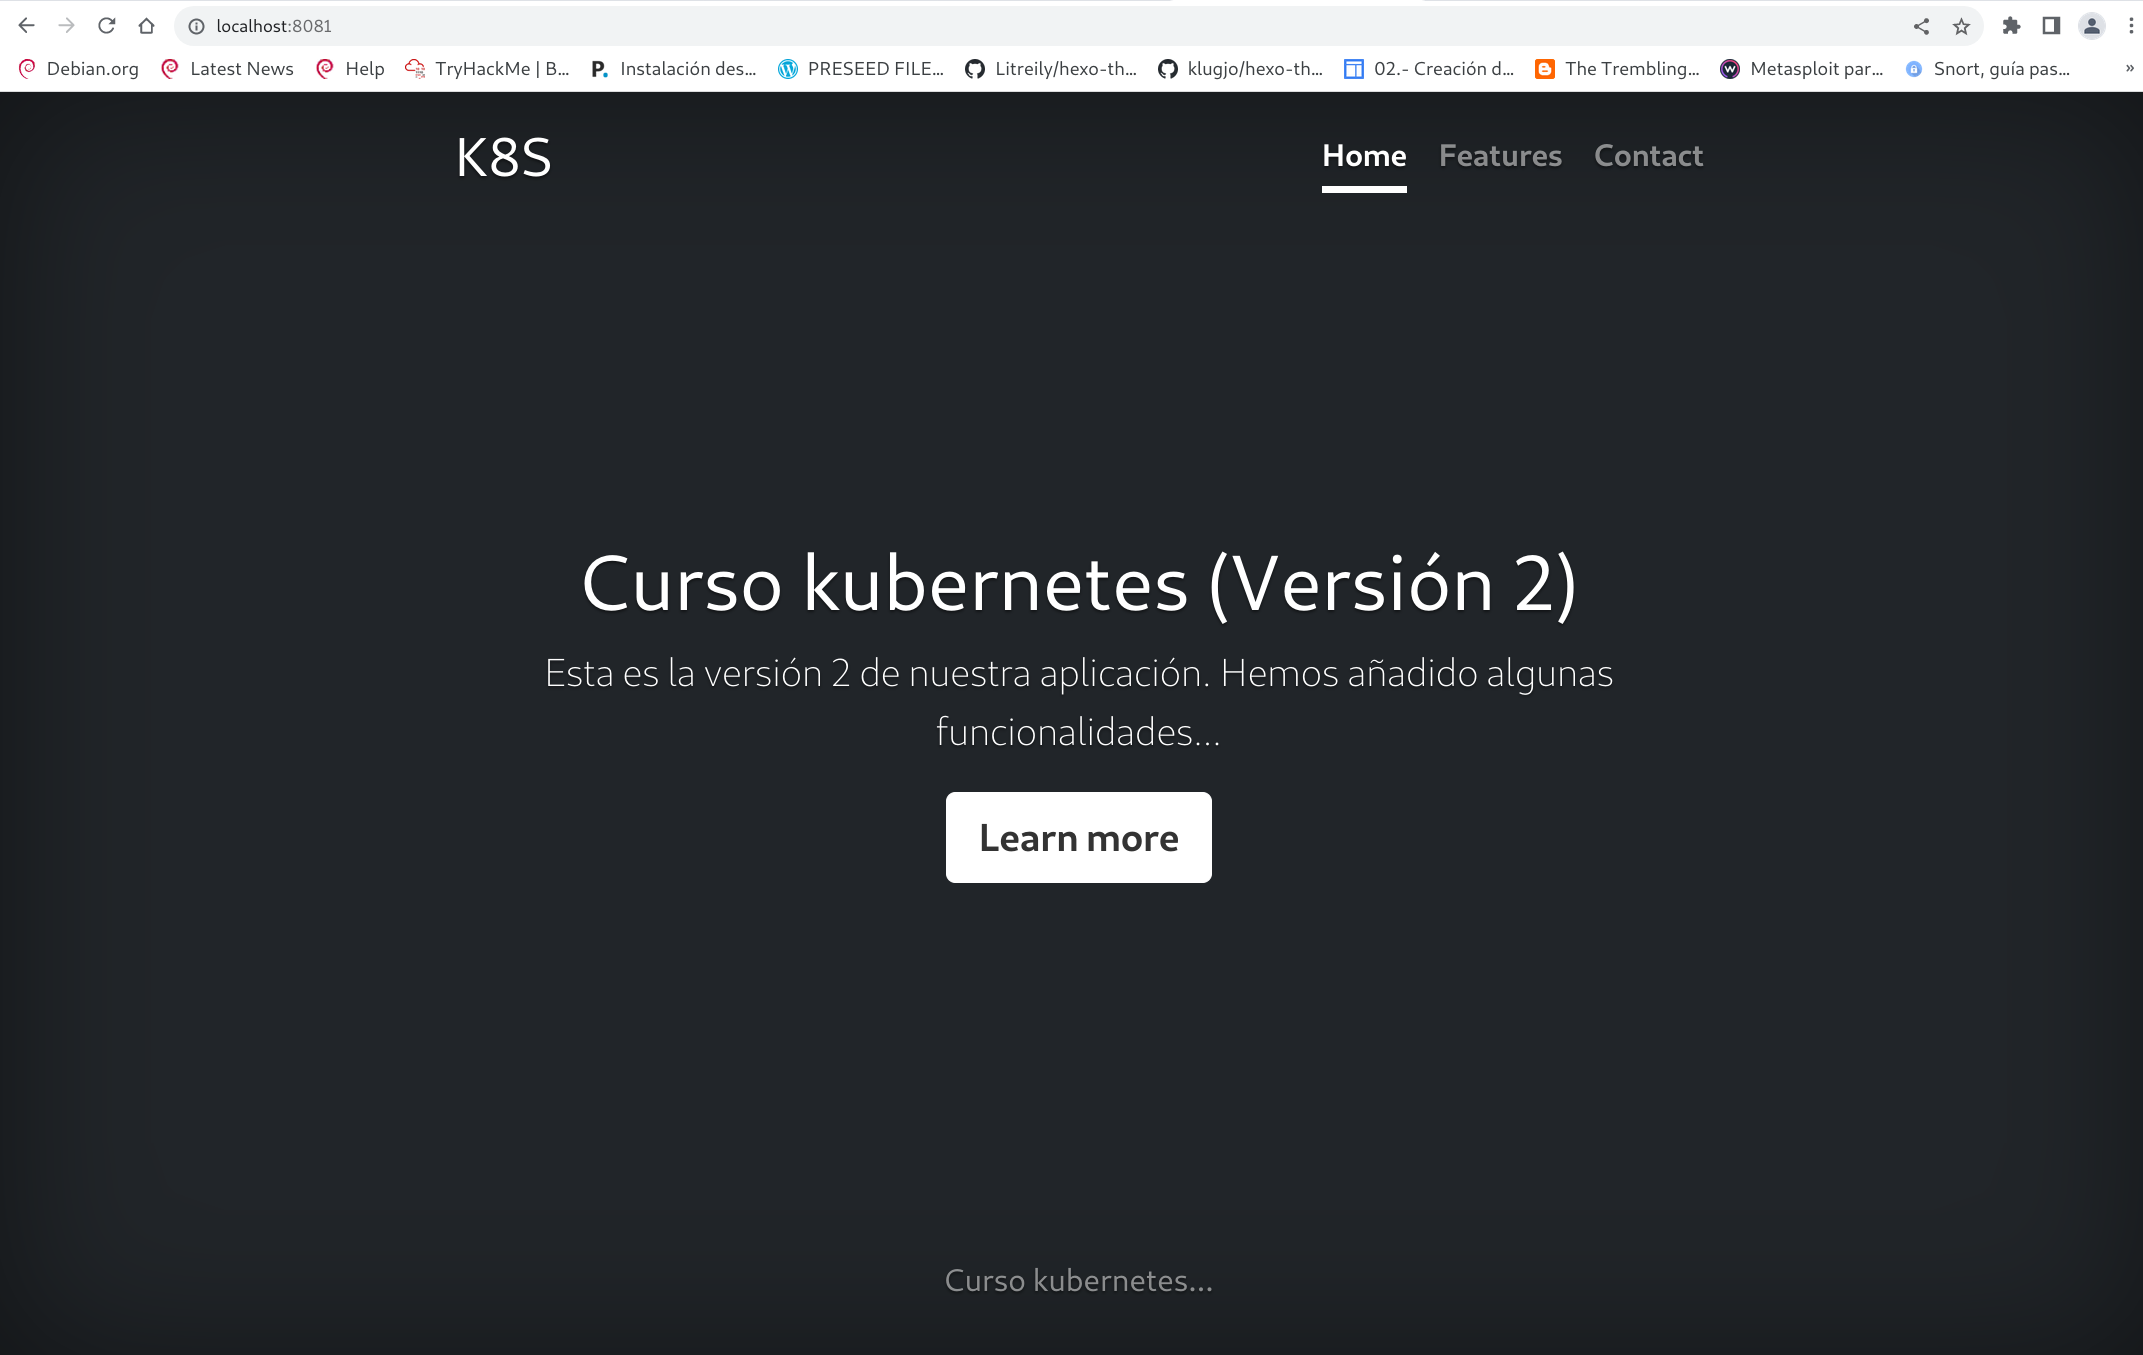 localhost:8081
Debian.org Latest News Help TryHackMe | B... P. Instalación des... PRESEED FILE... Litreily/hexo-th... klugjo/hexo-th... 02.- Creación d... The Trembling... Metasploit par... Snort, guía pas... »
K8S Home Features Contact
Curso kubernetes (Versión 2)
Esta es la versión 2 de nuestra aplicación. Hemos añadido algunas
funcionalidades...
Learn more
Curso kubernetes...